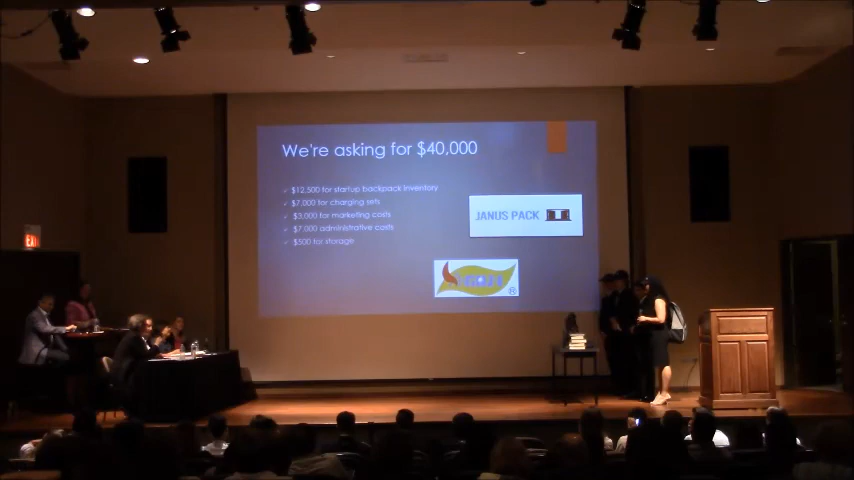 We're asking for $40,000
$12,500 for startup backpack inventory
$7,000 for charging sets
$3,000 for marketing costs
$7,000 administrative costs
$500 for storage
JANUS PACK
®
EXIT